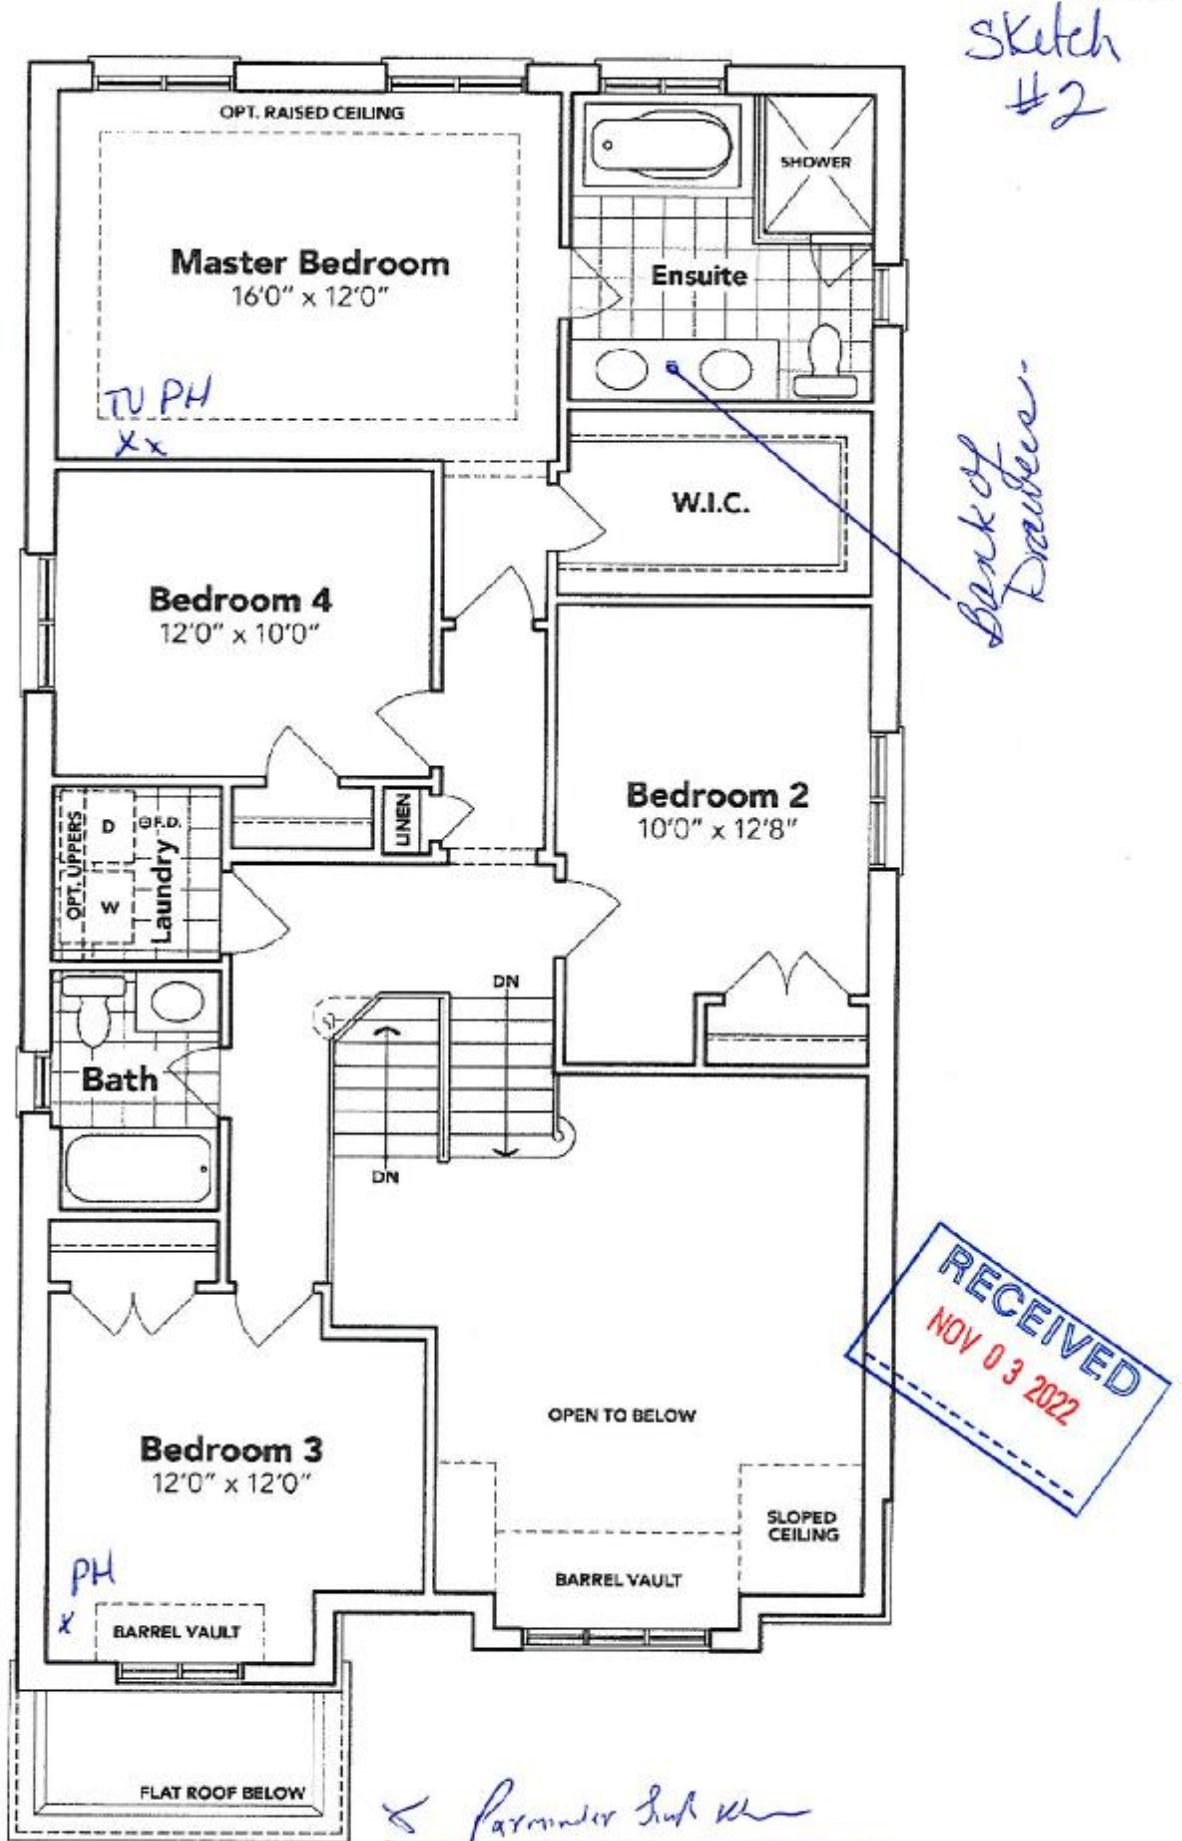 Sketch
#2
OPT. RAISED CEILING
SHOWER
Master Bedroom
16'0" x 12'0"
Ensuite
TV PH
x x
Bank of
Drawers
W.I.C.
Bedroom 4
12'0" x 10'0"
Bedroom 2
10'0" x 12'8"
LINEN
OPT. UPPERS
D
F.D.
W
Laundry
DN
Bath
DN
RECEIVED
NOV 03 2022
OPEN TO BELOW
Bedroom 3
12'0" x 12'0"
SLOPED
CEILING
BARREL VAULT
PH
x
BARREL VAULT
FLAT ROOF BELOW
x Parminder Singh